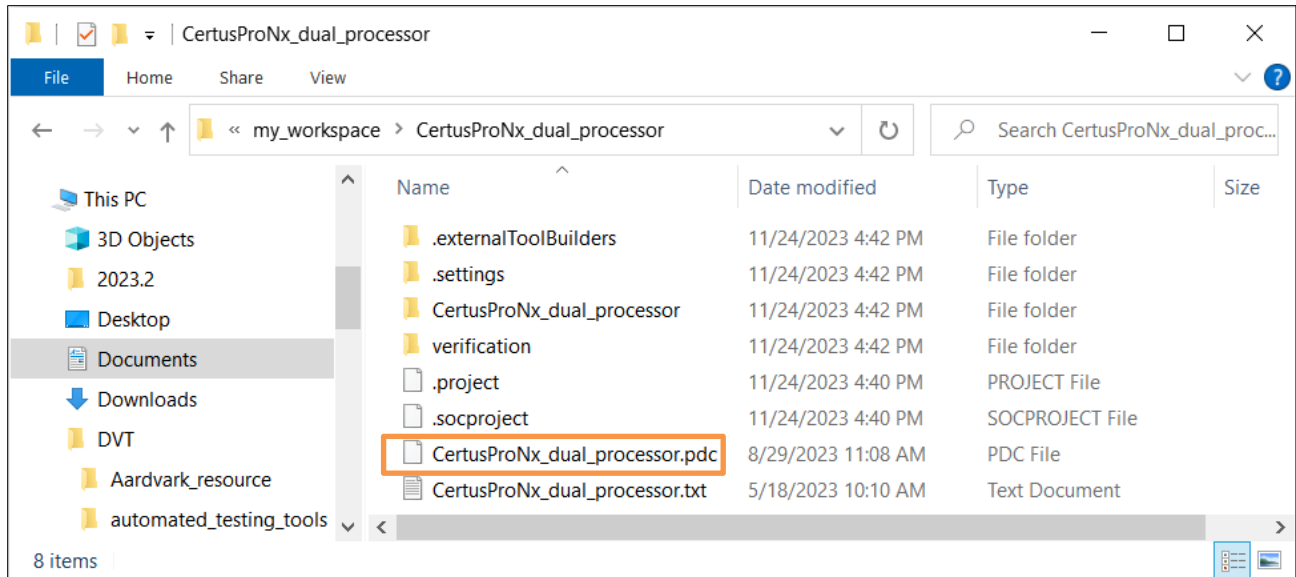 CertusProNx_dual_processor
File Home Share View
« my_workspace > CertusProNx_dual_processor Search CertusProNx_dual_proc...
This PC
3D Objects
2023.2
Desktop
Documents
Downloads
DVT
Aardvark_resource
automated_testing_tools
Name Date modified Type Size
.externalToolBuilders 11/24/2023 4:42 PM File folder
.settings 11/24/2023 4:42 PM File folder
CertusProNx_dual_processor 11/24/2023 4:42 PM File folder
verification 11/24/2023 4:42 PM File folder
.project 11/24/2023 4:40 PM PROJECT File
.socproject 11/24/2023 4:40 PM SOCPROJECT File
CertusProNx_dual_processor.pdc 8/29/2023 11:08 AM PDC File
CertusProNx_dual_processor.txt 5/18/2023 10:10 AM Text Document
8 items